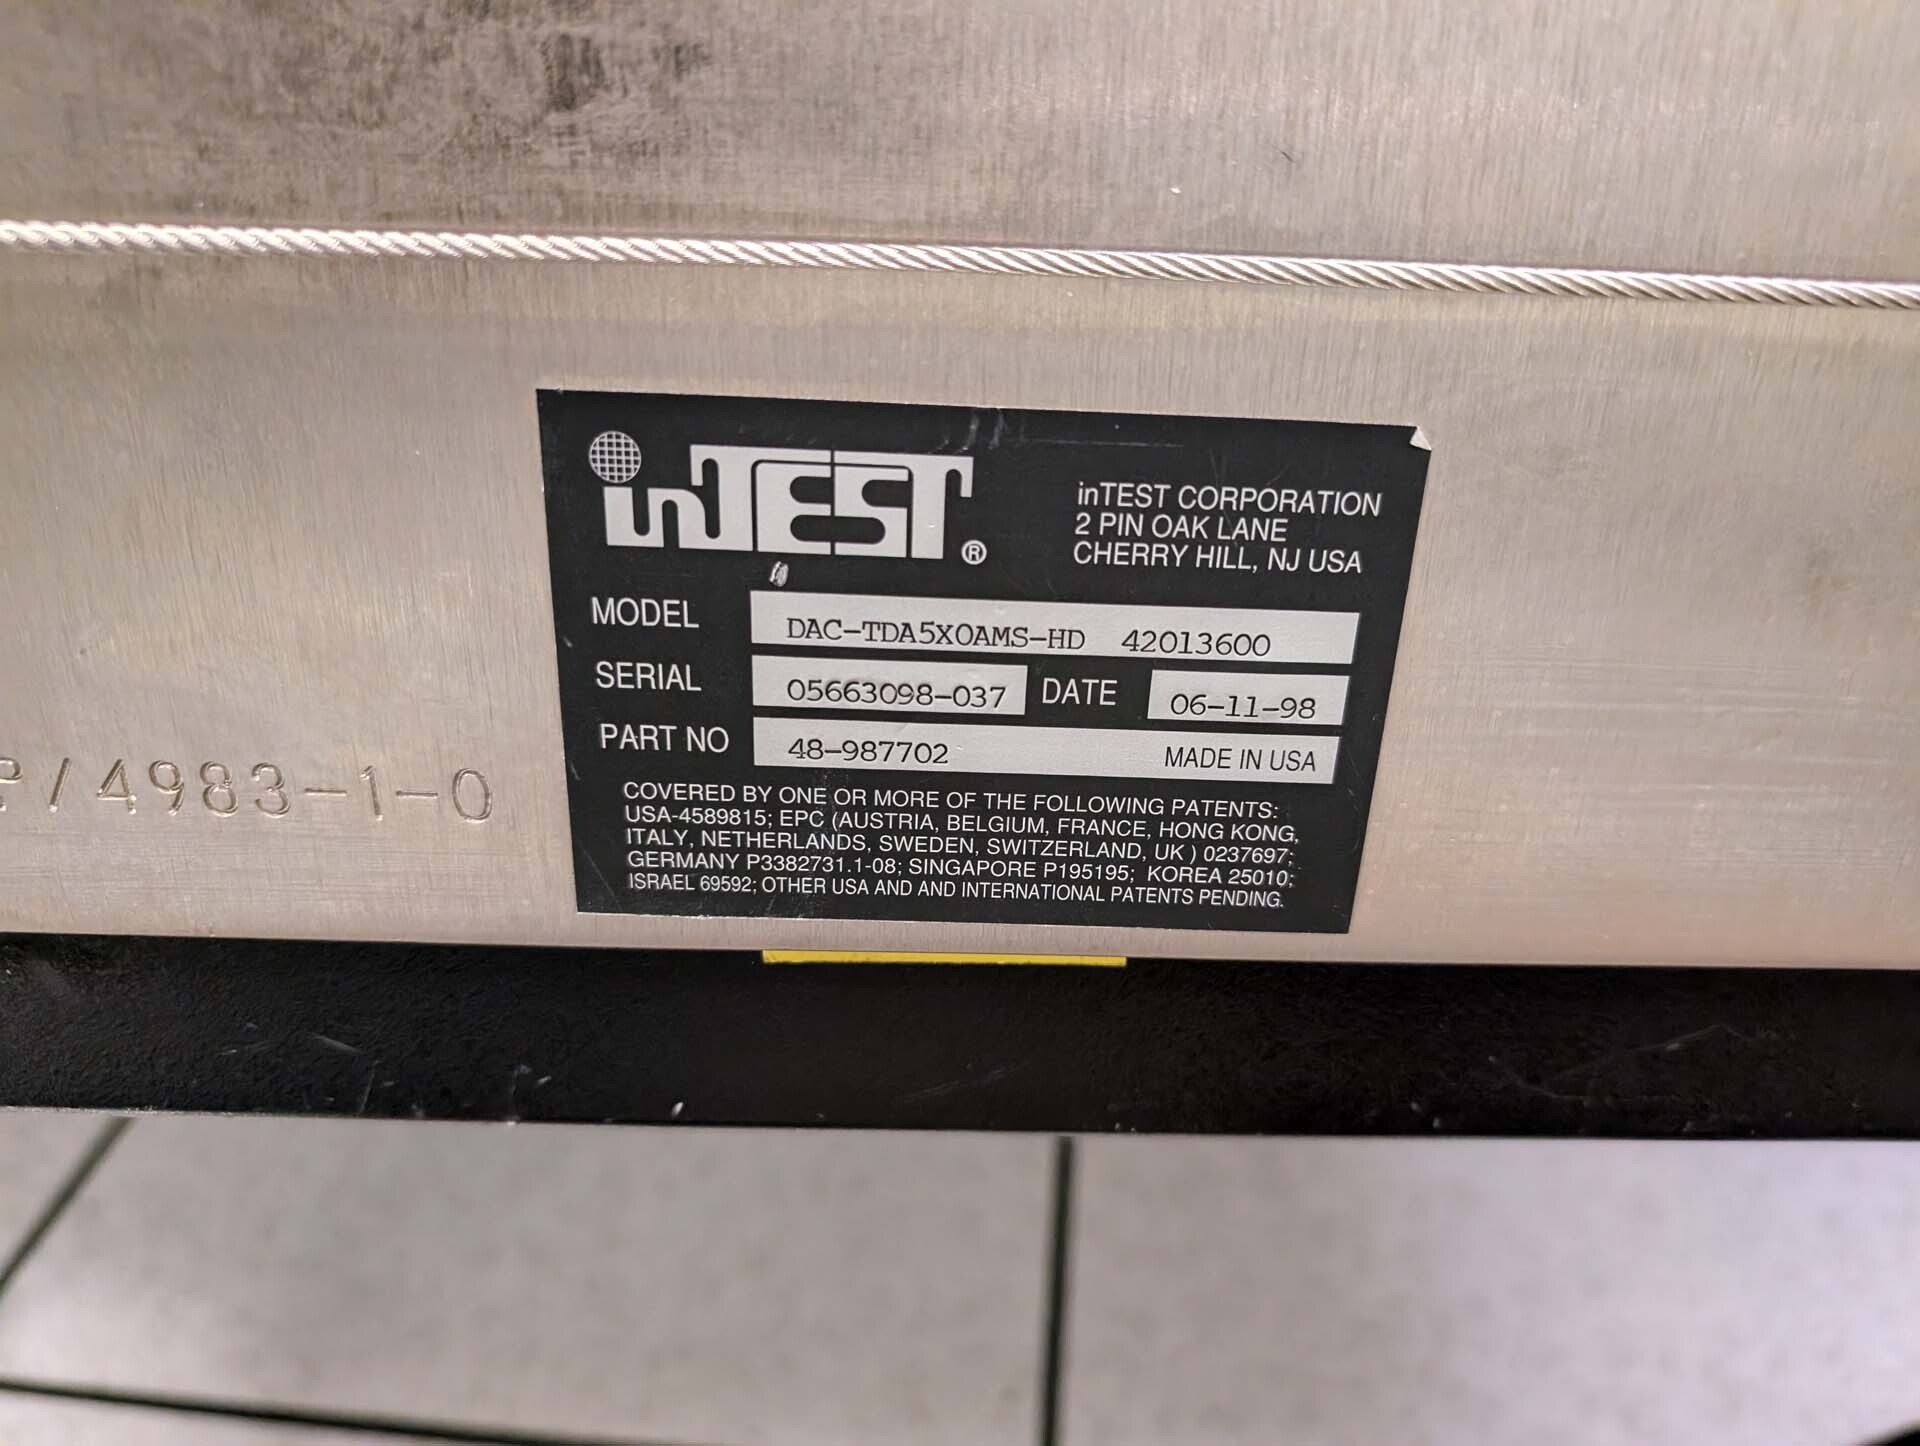 inTEST®
inTEST CORPORATION
2 PIN OAK LANE
CHERRY HILL, NJ USA
MODEL DAC-TDA5XOAMS-HD 42013600
SERIAL 05663098-037 DATE 06-11-98
PART NO 48-987702 MADE IN USA
COVERED BY ONE OR MORE OF THE FOLLOWING PATENTS:
USA-4589815; EPC (AUSTRIA, BELGIUM, FRANCE, HONG KONG,
ITALY, NETHERLANDS, SWEDEN, SWITZERLAND, UK ) 0237697;
GERMANY P3382731.1-08; SINGAPORE P195195; KOREA 25010;
ISRAEL 69592; OTHER USA AND AND INTERNATIONAL PATENTS PENDING.
/4983-1-0